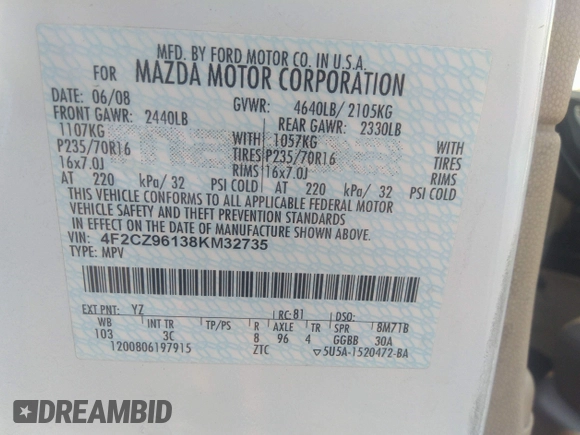 MFD. BY FORD MOTOR CO. IN U.S.A.
FOR MAZDA MOTOR CORPORATION
DATE: 06/08 GVWR: 4640LB/ 2105KG
FRONT GAWR: 2440LB REAR GAWR: 2330LB
1107KG WITH 1057KG WITH
P235/70R16 TIRES P235/70R16 TIRES
16x7.0J RIMS 16x7.0J RIMS
AT 220 kPa/ 32 PSI COLD AT 220 kPa/ 32 PSI COLD
THIS VEHICLE CONFORMS TO ALL APPLICABLE FEDERAL MOTOR
VEHICLE SAFETY AND THEFT PREVENTION STANDARDS
IN EFFECT ON THE DATE OF MANUFACTURE SHOWN ABOVE.
VIN: 4F2CZ96138KM32735
TYPE: MPV
EXT PNT: YZ RC: 81 DSO:
WB INT TR TP/PS R AXLE TR SPR 8M7TB
103 3C 8 96 4 GGBB 30A
1200806197915 ZTC ▽5U5A-1520472-BA
DREAMBID